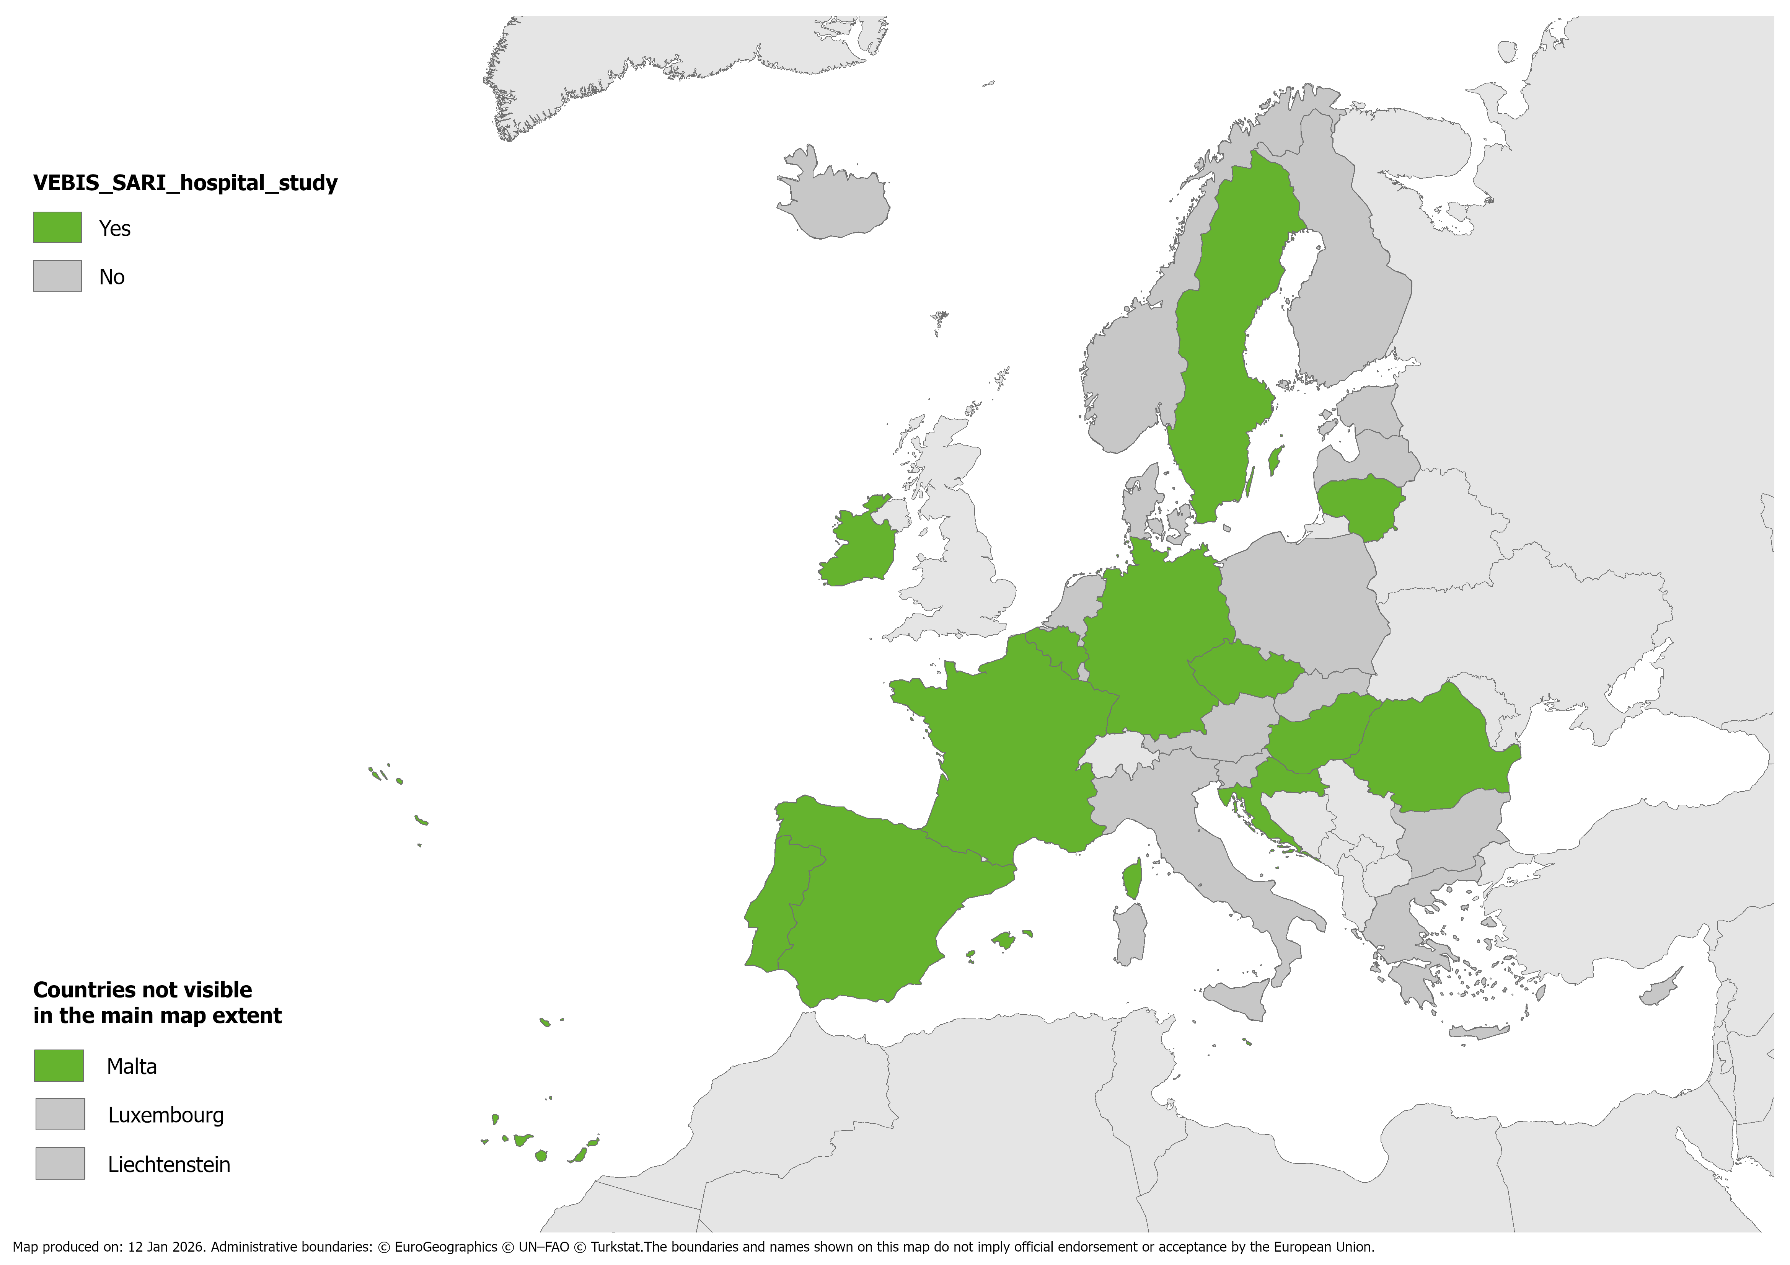 VEBIS_SARI_hospital_study
Yes
No
Countries not visible
in the main map extent
Malta
Luxembourg
Liechtenstein
Map produced on: 12 Jan 2026. Administrative boundaries: © EuroGeographics © UN–FAO © Turkstat.The boundaries and names shown on this map do not imply official endorsement or acceptance by the European Union.